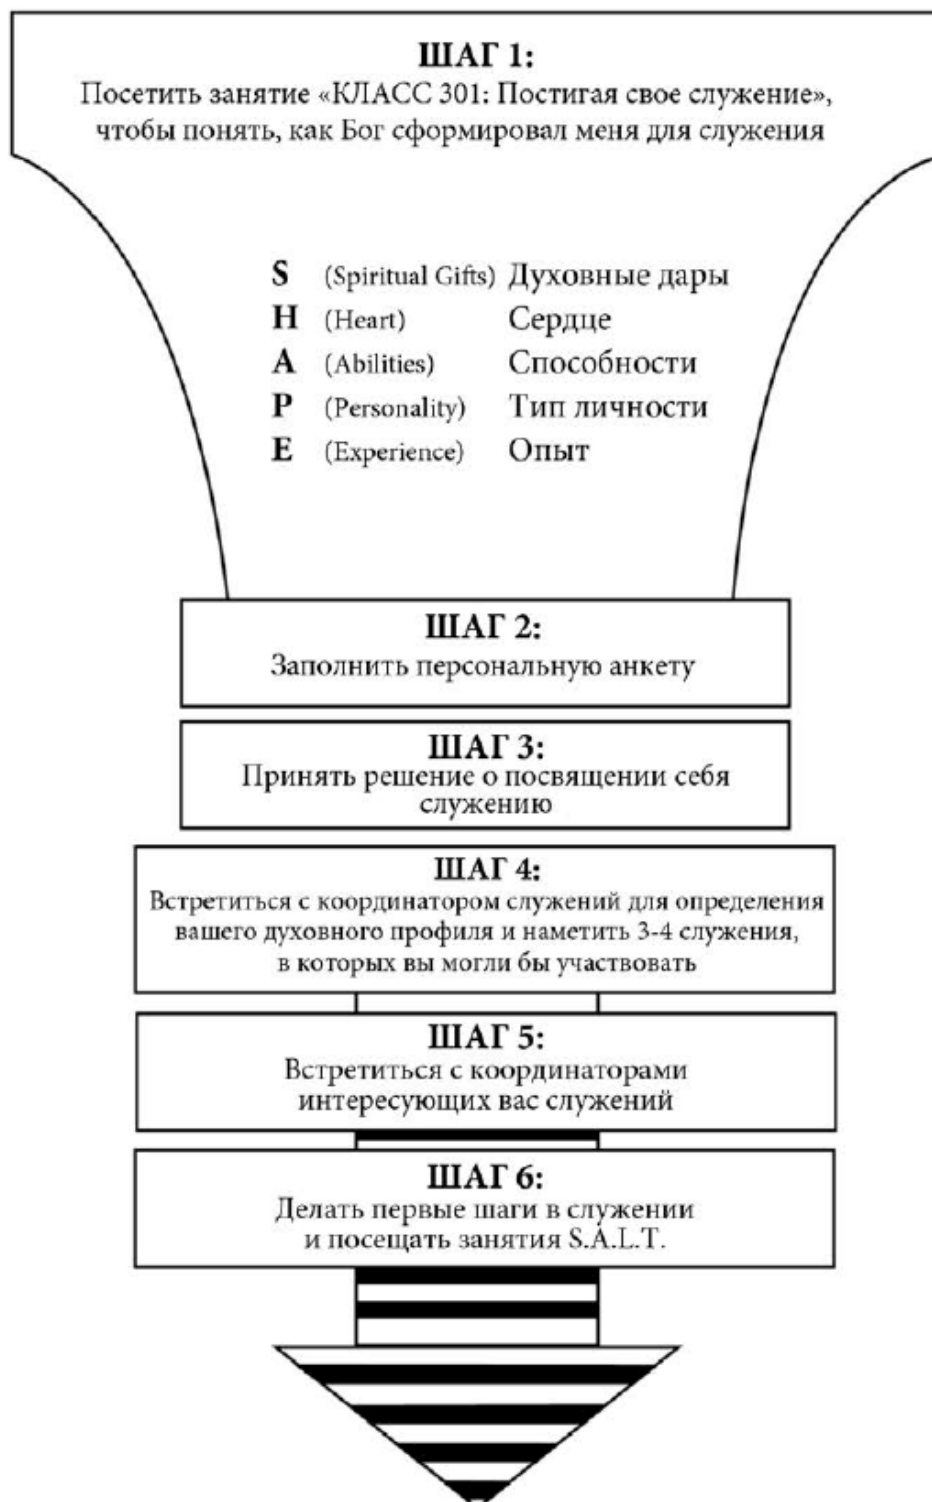 ШАГ 1:
Посетить занятие «КЛАСС 301: Постигая свое служение»,
чтобы понять, как Бог сформировал меня для служения
S (Spiritual Gifts) Духовные дары
H (Heart) Сердце
A (Abilities) Способности
P (Personality) Тип личности
E (Experience) Опыт
ШАГ 2:
Заполнить персональную анкету
ШАГ 3:
Принять решение о посвящении себя
служению
ШАГ 4:
Встретиться с координатором служений для определения
вашего духовного профиля и наметить 3-4 служения,
в которых вы могли бы участвовать
ШАГ 5:
Встретиться с координаторами
интересующих вас служений
ШАГ 6:
Делать первые шаги в служении
и посещать занятия S.A.L.T.